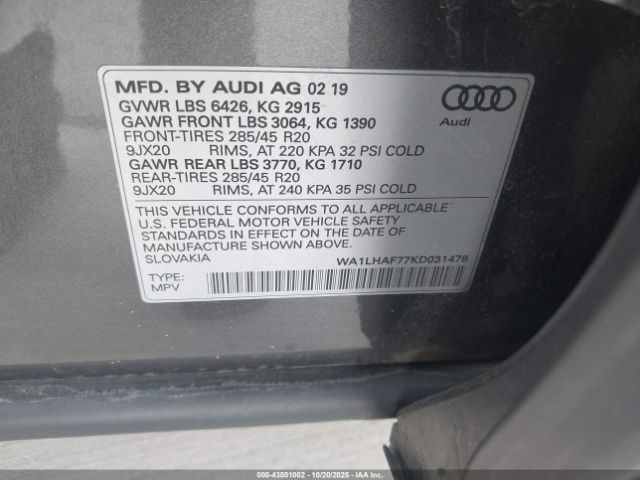 MFD. BY AUDI AG 02 19
GVWR LBS 6426, KG 2915
GAWR FRONT LBS 3064, KG 1390
FRONT-TIRES 285/45 R20
9JX20 RIMS, AT 220 KPA 32 PSI COLD
GAWR REAR LBS 3770, KG 1710
REAR-TIRES 285/45 R20
9JX20 RIMS, AT 240 KPA 35 PSI COLD
Audi
THIS VEHICLE CONFORMS TO ALL APPLICABLE
U.S. FEDERAL MOTOR VEHICLE SAFETY
STANDARDS IN EFFECT ON THE DATE OF
MANUFACTURE SHOWN ABOVE.
SLOVAKIA WA1LHAF77KD031476
TYPE:
MPV
000-43501002 - 10/20/2025 - IAA, Inc.